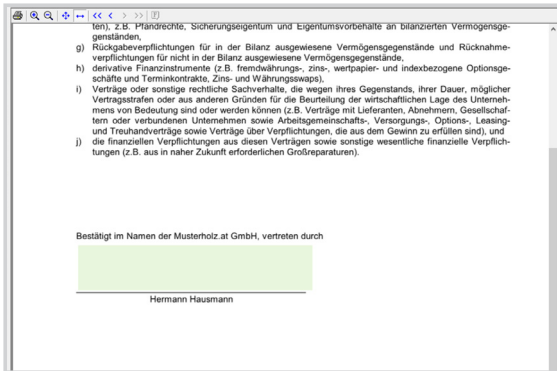 ten), z.B. Pfandrechte, Sicherungseigentum und Eigentumsvorbehalte an bilanzierten Vermögensge-
genständen,
g) Rückgabeverpflichtungen für in der Bilanz ausgewiesene Vermögensgegenstände und Rücknahme-
verpflichtungen für nicht in der Bilanz ausgewiesene Vermögensgegenstände,
h) derivative Finanzinstrumente (z.B. fremdwährungs-, zins-, wertpapier- und indexbezogene Optionsge-
schäfte und Terminkontrakte, Zins- und Währungsswaps),
i) Verträge oder sonstige rechtliche Sachverhalte, die wegen ihres Gegenstands, ihrer Dauer, möglicher
Vertragsstrafen oder aus anderen Gründen für die Beurteilung der wirtschaftlichen Lage des Unterneh-
mens von Bedeutung sind oder werden können (z.B. Verträge mit Lieferanten, Abnehmern, Gesellschaf-
tern oder verbundenen Unternehmen sowie Arbeitsgemeinschafts-, Versorgungs-, Options-, Leasing-
und Treuhandverträge sowie Verträge über Verpflichtungen, die aus dem Gewinn zu erfüllen sind), und
j) die finanziellen Verpflichtungen aus diesen Verträgen sowie sonstige wesentliche finanzielle Verpflich-
tungen (z.B. aus in naher Zukunft erforderlichen Großreparaturen).
Bestätigt im Namen der Musterholz.at GmbH, vertreten durch
Hermann Hausmann